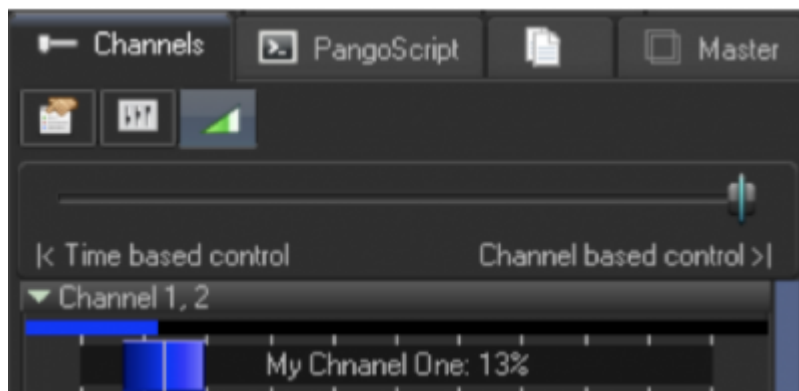 Channels PangoScript Master
|< Time based control Channel based control >|
Channel 1, 2
My Chnanel One: 13%